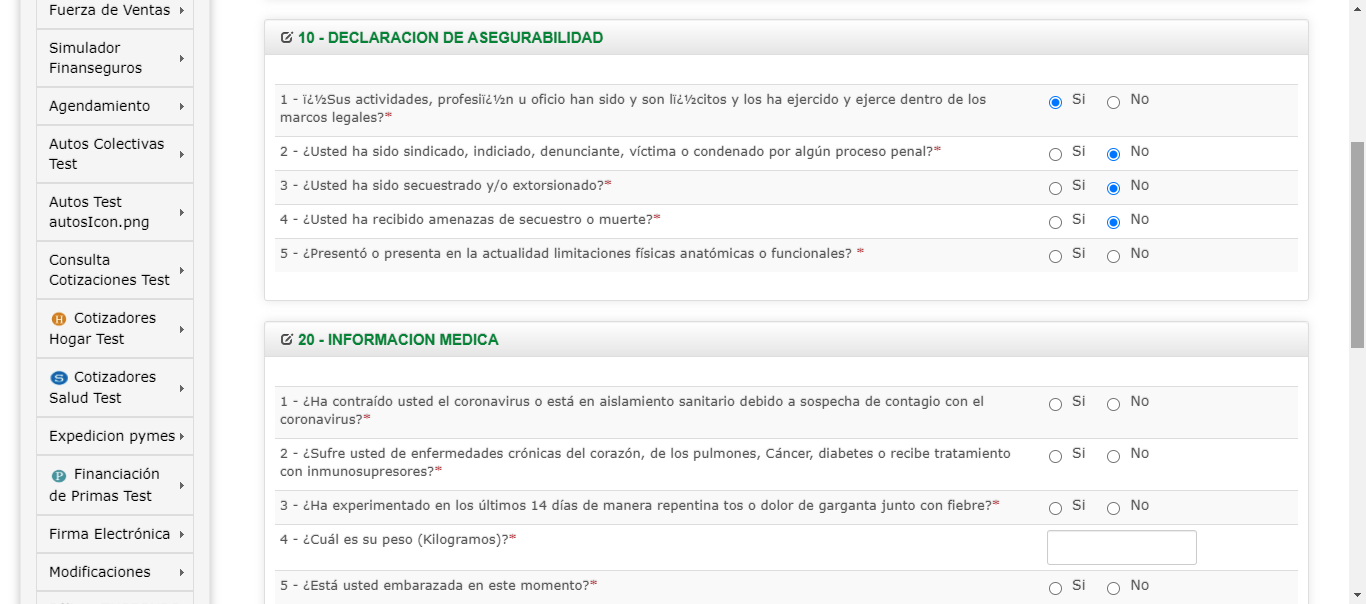 Fuerza de Ventas
Simulador
Finanseguros
Agendamiento
Autos Colectivas
Test
Autos Test
autosIcon.png
Consulta
Cotizaciones Test
H Cotizadores
Hogar Test
S Cotizadores
Salud Test
Expedicion pymes
P Financiación
de Primas Test
Firma Electrónica
Modificaciones
10 - DECLARACION DE ASEGURABILIDAD
1 - ï¿½Sus actividades, profesiï¿½n u oficio han sido y son lï¿½citos y los ha ejercido y ejerce dentro de los
marcos legales?*
Si No
2 - ¿Usted ha sido sindicado, indiciado, denunciante, víctima o condenado por algún proceso penal?*
Si No
3 - ¿Usted ha sido secuestrado y/o extorsionado?*
Si No
4 - ¿Usted ha recibido amenazas de secuestro o muerte?*
Si No
5 - ¿Presentó o presenta en la actualidad limitaciones físicas anatómicas o funcionales? *
Si No
20 - INFORMACION MEDICA
1 - ¿Ha contraído usted el coronavirus o está en aislamiento sanitario debido a sospecha de contagio con el
coronavirus?*
Si No
2 - ¿Sufre usted de enfermedades crónicas del corazón, de los pulmones, Cáncer, diabetes o recibe tratamiento
con inmunosupresores?*
Si No
3 - ¿Ha experimentado en los últimos 14 días de manera repentina tos o dolor de garganta junto con fiebre?*
Si No
4 - ¿Cuál es su peso (Kilogramos)?*
5 - ¿Está usted embarazada en este momento?*
Si No